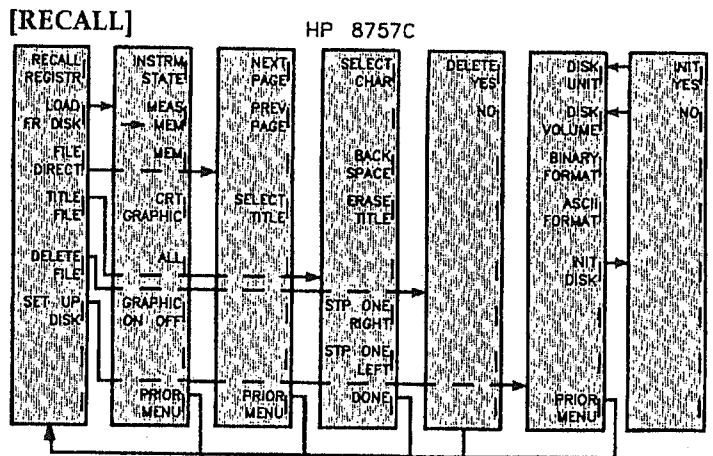 [RECALL]
HP 8757C
RECALL
REGISTR
LOAD
FR DISK
FILE
DIRECT
TITLE
FILE
DELETE
FILE
SET UP
DISK
INSTRM
STATE
MEAS
MEM
MEM
CRT
GRAPHIC
ALL
GRAPHIC
ON OFF
PRIOR
MENU
NEXT
PAGE
PREV
PAGE
SELECT
TITLE
PRIOR
MENU
SELECT
CHAR
BACK
SPACE
ERASE
TITLE
STP ONE
RIGHT
STP ONE
LEFT
DONE
DELETE
YES
NO
DISK
UNIT
DISK
VOLUME
BINARY
FORMAT
ASCII
FORMAT
INIT
DISK
PRIOR
MENU
INIT
YES
NO